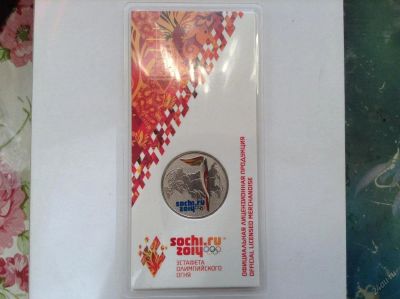 sochi.ru
2014
sochi.ru
2014
ЭСТАФЕТА
ОЛИМПИЙСКОГО
ОГНЯ
ОФИЦИАЛЬНАЯ ЛИЦЕНЗИОННАЯ ПРОДУКЦИЯ
OFFICIAL LICENSED MERCHANDISE